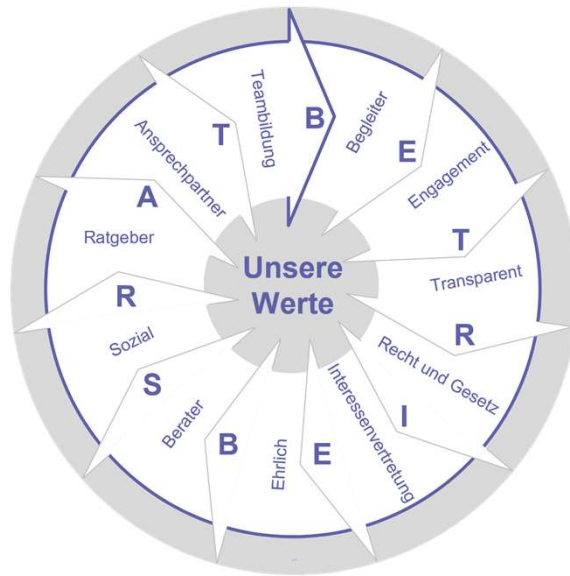 Unsere
Werte
B
Begleiter
E
Engagement
T
Transparent
R
Recht und Gesetz
I
Interessenvertretung
E
Ehrlich
B
Berater
S
Sozial
R
Ratgeber
A
Ansprechpartner
T
Teambildung